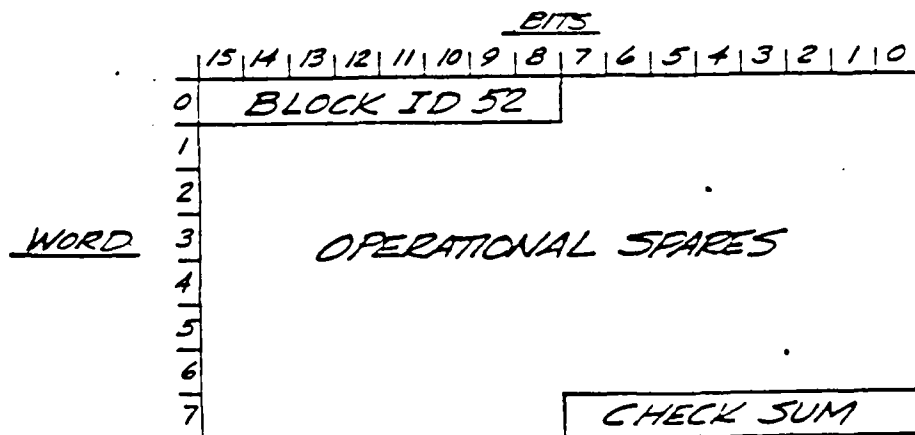 BITS
15 14 13 12 11 10 9 8 7 6 5 4 3 2 1 0
0 BLOCK ID 52
1
2
WORD 3 OPERATIONAL SPARES
4
5
6
7 CHECK SUM